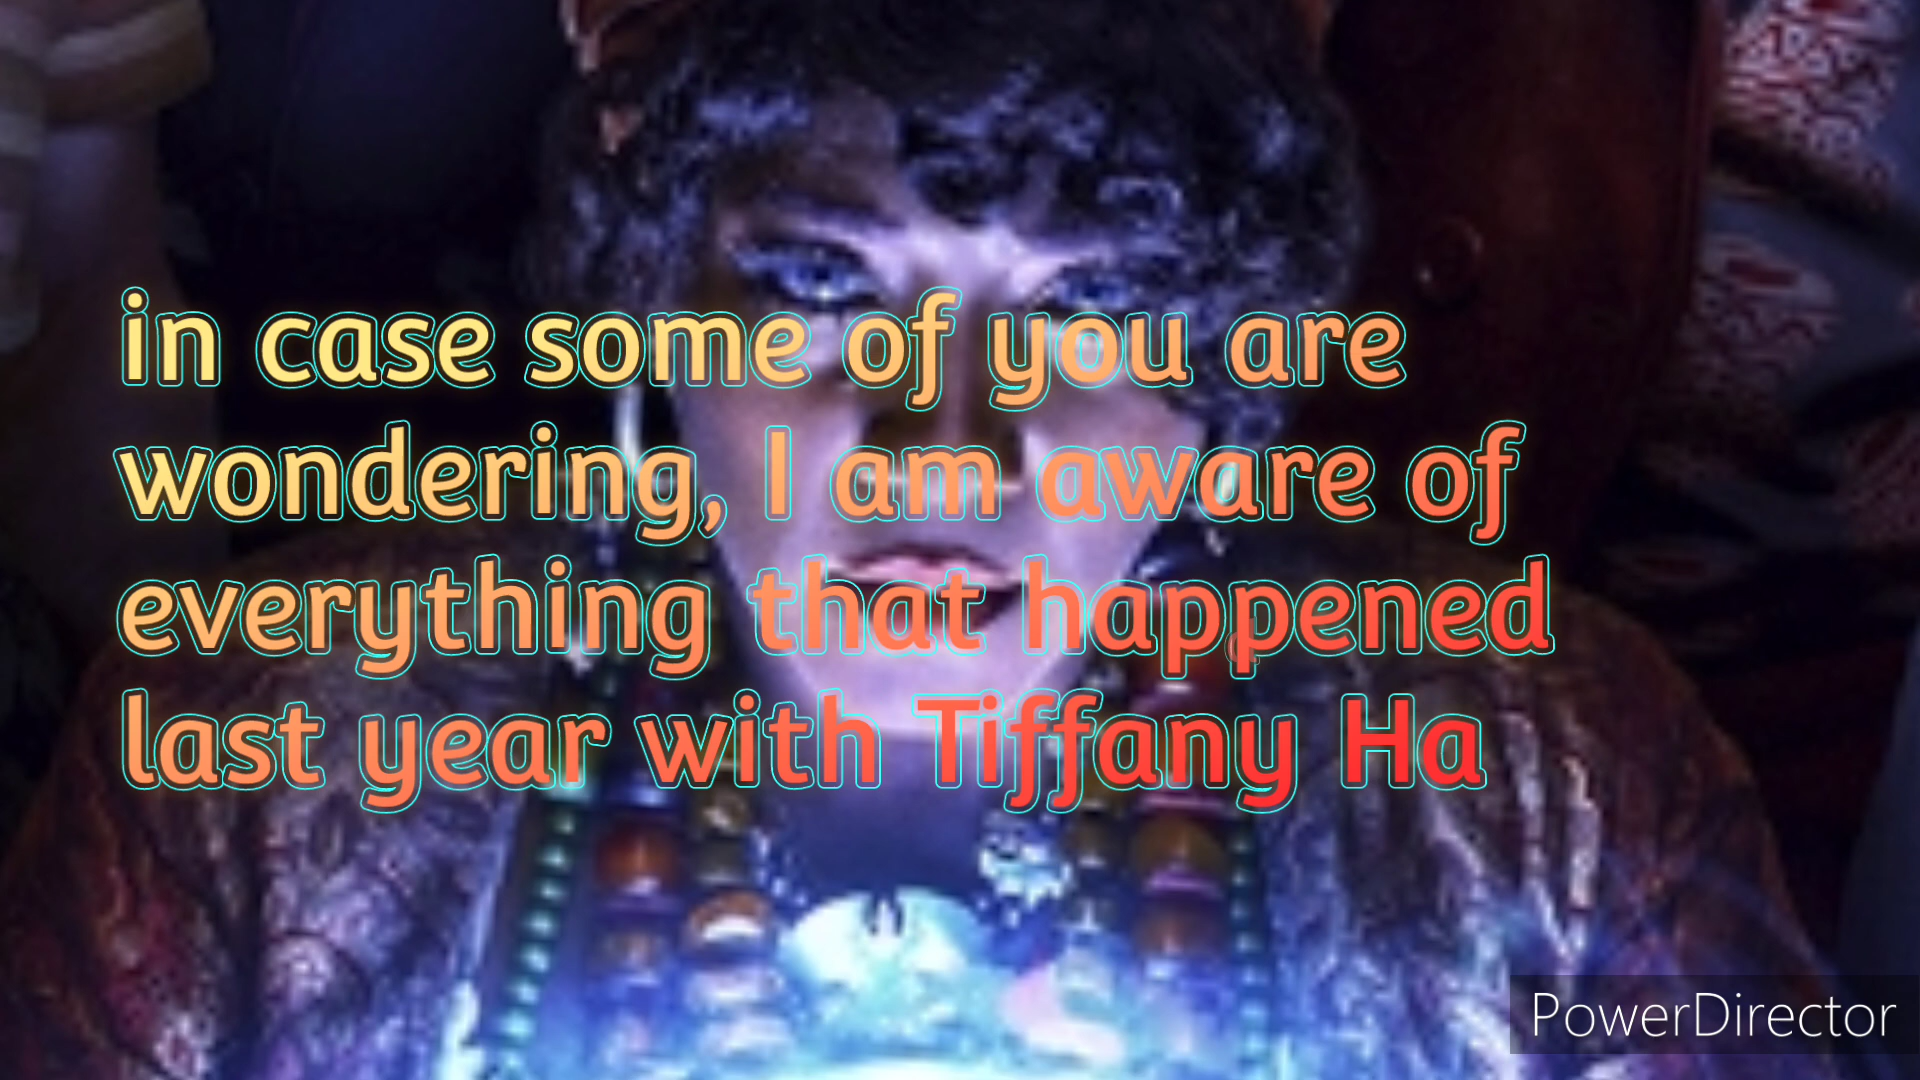 in case some of you are
wondering, I am aware of
everything that happened
last year with Tiffany Ha
PowerDirector